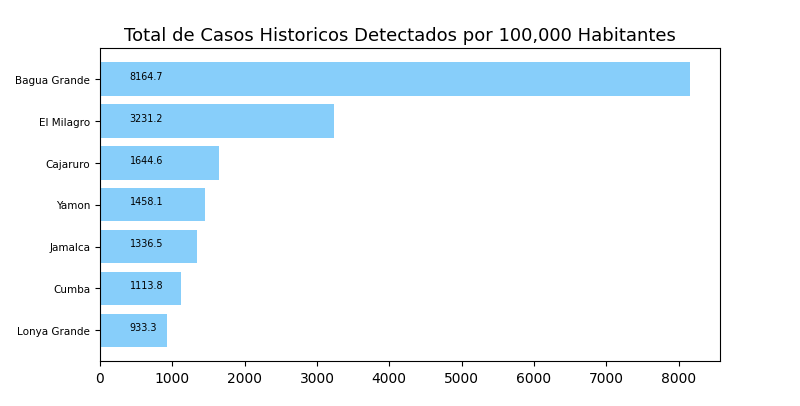 Total de Casos Historicos Detectados por 100,000 Habitantes
Bagua Grande 8164.7
El Milagro 3231.2
Cajaruro 1644.6
Yamon 1458.1
Jamalca 1336.5
Cumba 1113.8
Lonya Grande 933.3
0 1000 2000 3000 4000 5000 6000 7000 8000